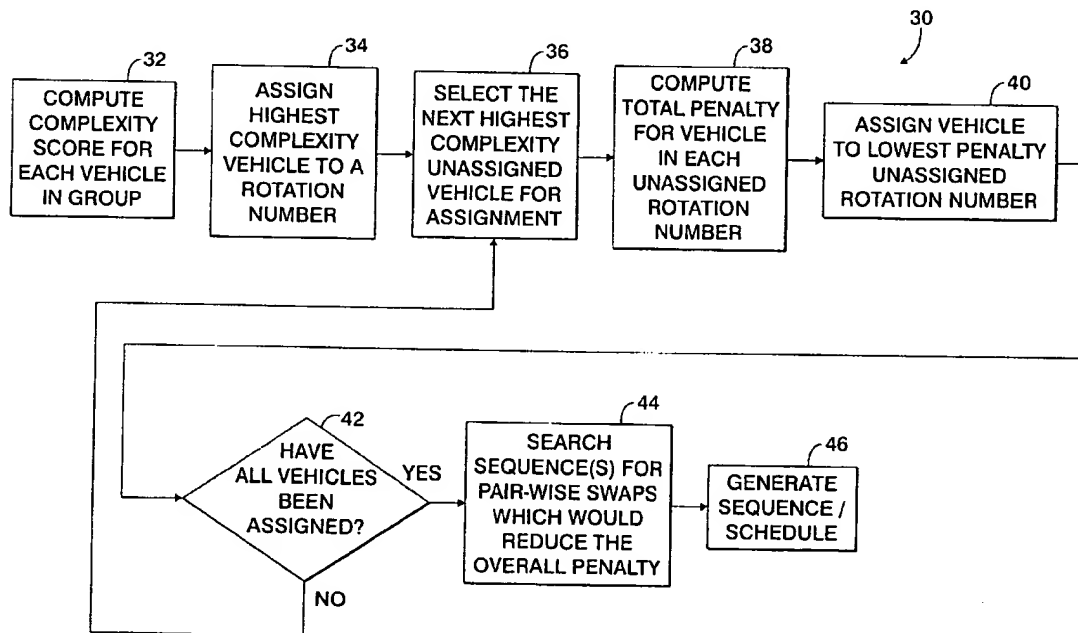 30
32
COMPUTE
COMPLEXITY
SCORE FOR
EACH VEHICLE
IN GROUP
34
ASSIGN
HIGHEST
COMPLEXITY
VEHICLE TO A
ROTATION
NUMBER
36
SELECT THE
NEXT HIGHEST
COMPLEXITY
UNASSIGNED
VEHICLE FOR
ASSIGNMENT
38
COMPUTE
TOTAL PENALTY
FOR VEHICLE
IN EACH
UNASSIGNED
ROTATION
NUMBER
40
ASSIGN VEHICLE
TO LOWEST PENALTY
UNASSIGNED
ROTATION NUMBER
42
HAVE
ALL VEHICLES
BEEN
ASSIGNED?
YES
NO
44
SEARCH
SEQUENCE(S) FOR
PAIR-WISE SWAPS
WHICH WOULD
REDUCE THE
OVERALL PENALTY
46
GENERATE
SEQUENCE /
SCHEDULE